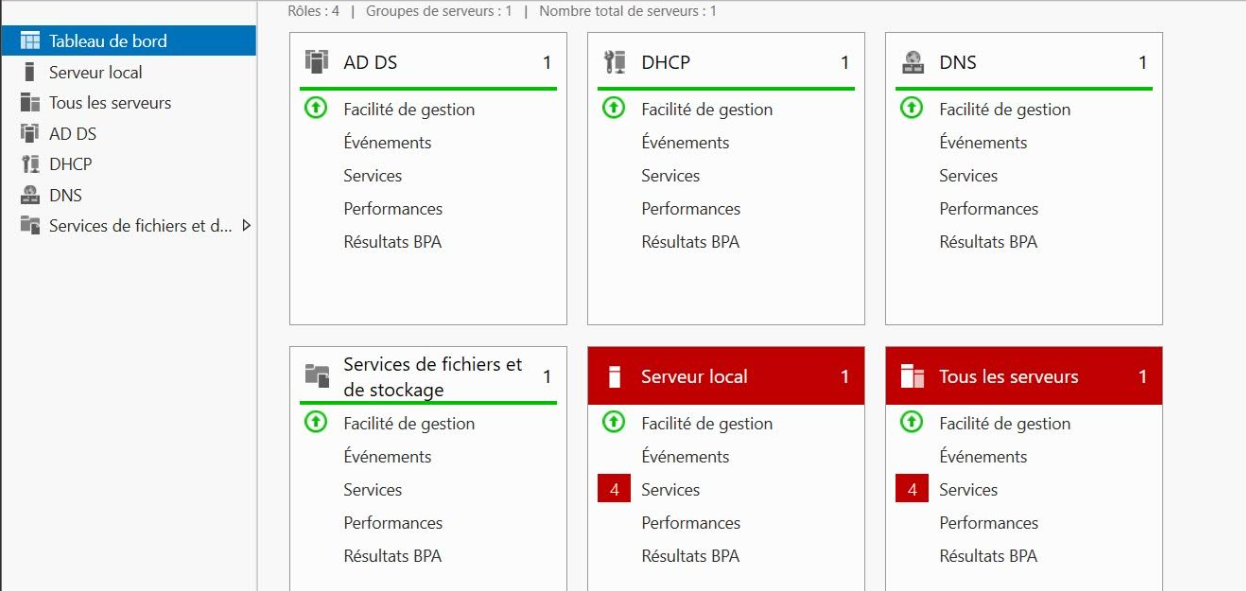 Rôles : 4 | Groupes de serveurs : 1 | Nombre total de serveurs : 1
Tableau de bord
Serveur local
Tous les serveurs
AD DS
DHCP
DNS
Services de fichiers et d...
AD DS 1
Facilité de gestion
Événements
Services
Performances
Résultats BPA
DHCP 1
Facilité de gestion
Événements
Services
Performances
Résultats BPA
DNS 1
Facilité de gestion
Événements
Services
Performances
Résultats BPA
Services de fichiers et
de stockage 1
Facilité de gestion
Événements
Services
Performances
Résultats BPA
Serveur local 1
Facilité de gestion
Événements
4 Services
Performances
Résultats BPA
Tous les serveurs 1
Facilité de gestion
Événements
4 Services
Performances
Résultats BPA